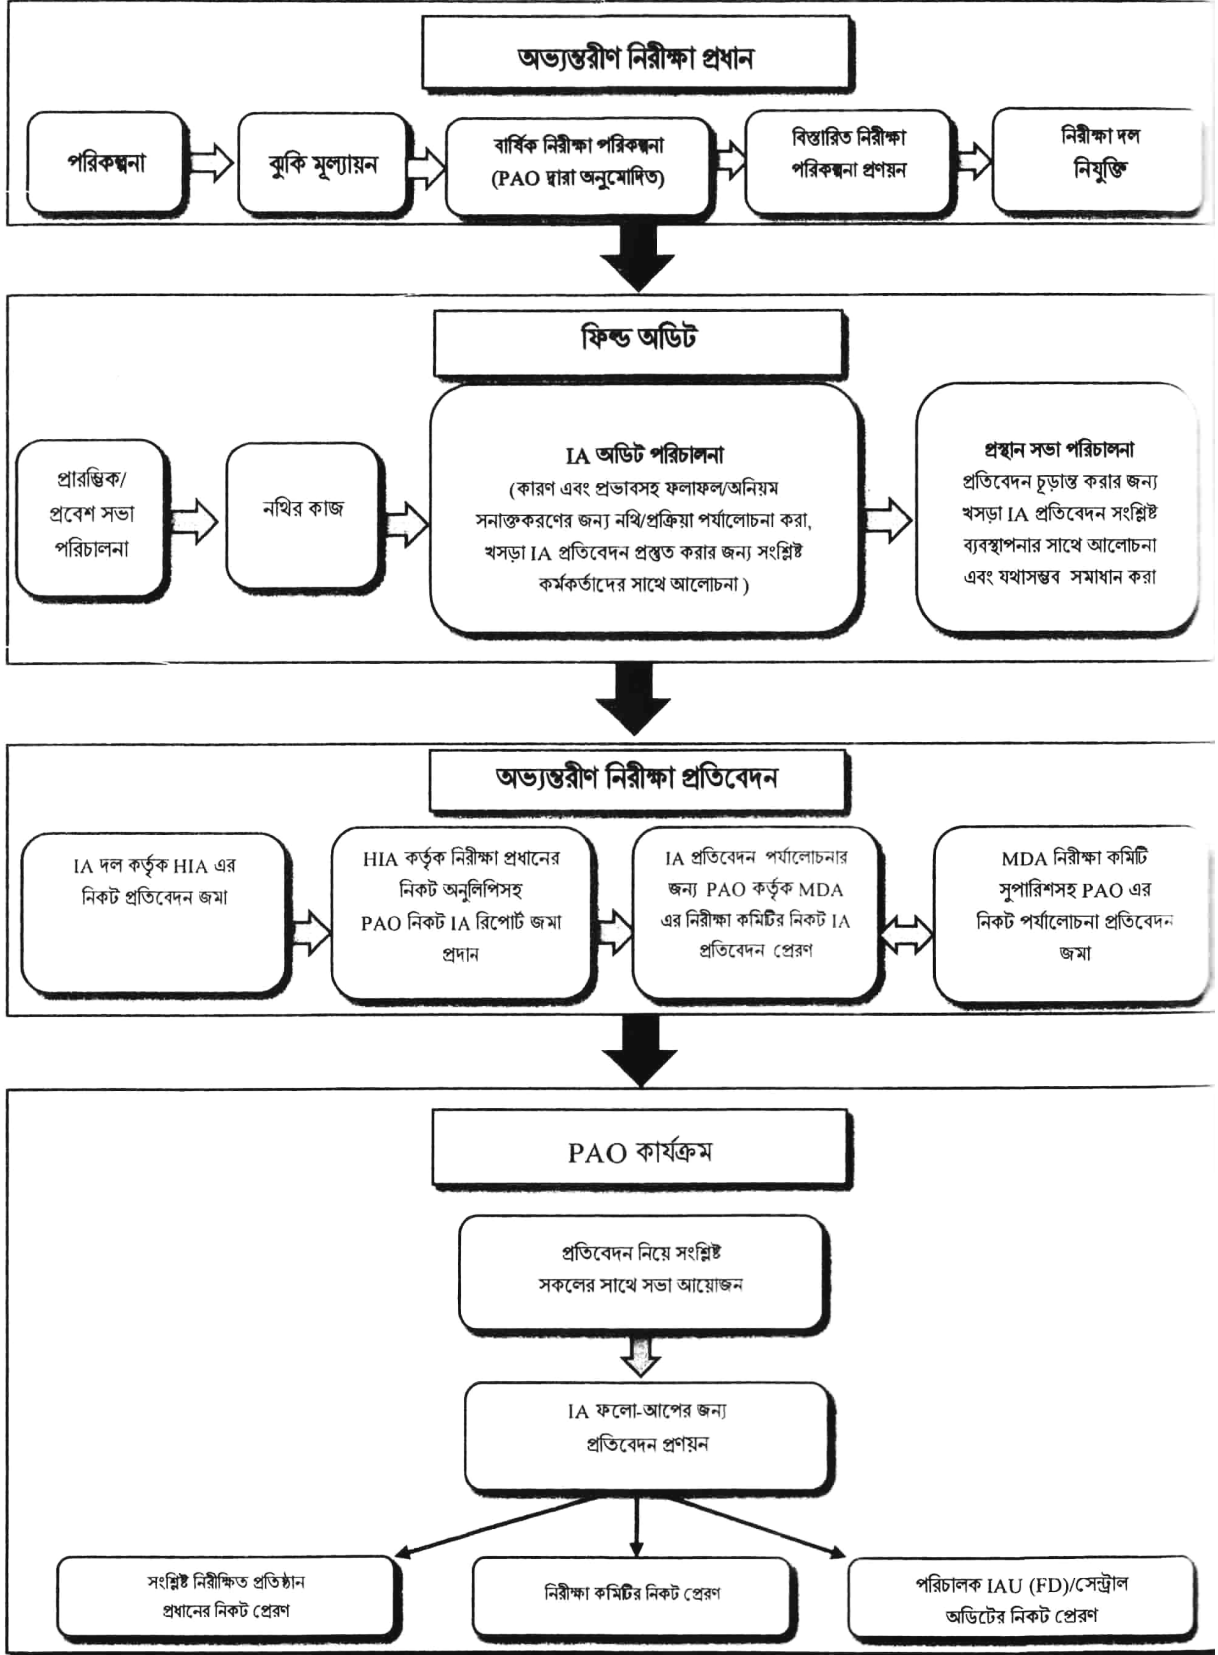 অভ্যন্তরীণ নিরীক্ষা প্রধান
পরিকল্পনা
ঝুকি মূল্যায়ন
বার্ষিক নিরীক্ষা পরিকল্পনা
(PAO দ্বারা অনুমোদিত)
বিস্তারিত নিরীক্ষা
পরিকল্পনা প্রণয়ন
নিরীক্ষা দল
নিযুক্তি
ফিল্ড অডিট
প্রারম্ভিক/
প্রবেশ সভা
পরিচালনা
নথির কাজ
IA অডিট পরিচালনা
(কারণ এবং প্রভাবসহ ফলাফল/অনিয়ম
সনাক্তকরণের জন্য নথি/প্রক্রিয়া পর্যালোচনা করা,
খসড়া IA প্রতিবেদন প্রস্তুত করার জন্য সংশ্লিষ্ট
কর্মকর্তাদের সাথে আলোচনা )
প্রস্থান সভা পরিচালনা
প্রতিবেদন চূড়ান্ত করার জন্য
খসড়া IA প্রতিবেদন সংশ্লিষ্ট
ব্যবস্থাপনার সাথে আলোচনা
এবং যথাসম্ভব সমাধান করা
অভ্যন্তরীণ নিরীক্ষা প্রতিবেদন
IA দল কর্তৃক HIA এর
নিকট প্রতিবেদন জমা
HIA কর্তৃক নিরীক্ষা প্রধানের
নিকট অনুলিপিসহ
PAO নিকট IA রিপোর্ট জমা
প্রদান
IA প্রতিবেদন পর্যালোচনার
জন্য PAO কর্তৃক MDA
এর নিরীক্ষা কমিটির নিকট IA
প্রতিবেদন প্রেরণ
MDA নিরীক্ষা কমিটি
সুপারিশসহ PAO এর
নিকট পর্যালোচনা প্রতিবেদন
জমা
PAO কার্যক্রম
প্রতিবেদন নিয়ে সংশ্লিষ্ট
সকলের সাথে সভা আয়োজন
IA ফলো-আপের জন্য
প্রতিবেদন প্রণয়ন
সংশ্লিষ্ট নিরীক্ষিত প্রতিষ্ঠান
প্রধানের নিকট প্রেরণ
নিরীক্ষা কমিটির নিকট প্রেরণ
পরিচালক IAU (FD)/সেন্ট্রাল
অডিটের নিকট প্রেরণ